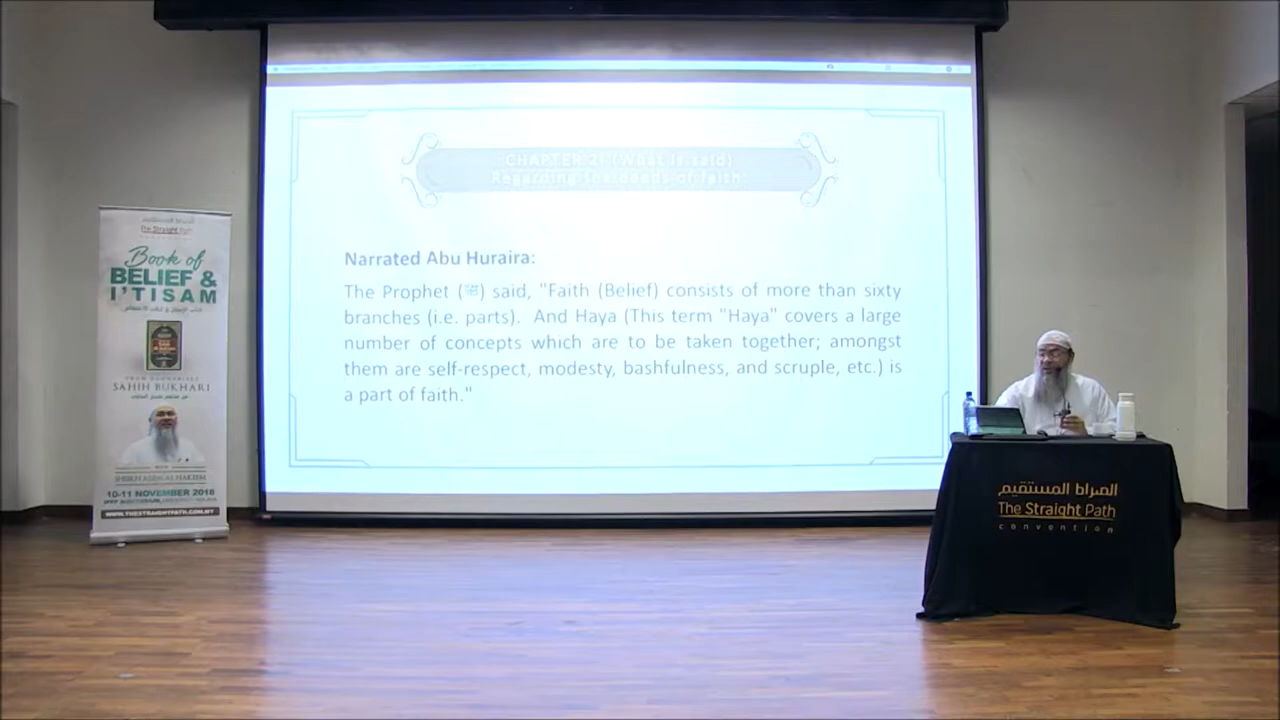 CHAPTER 2: (What is said)
Regarding the deeds of faith
Narrated Abu Huraira:
The Prophet (ﷺ) said, "Faith (Belief) consists of more than sixty
branches (i.e. parts). And Haya (This term "Haya" covers a large
number of concepts which are to be taken together; amongst
them are self-respect, modesty, bashfulness, and scruple, etc.) is
a part of faith."
The Straight Path
Book of
BELIEF &
I'TISAM
SAHIH BUKHARI
SHEIKH ASSIM AL HAKEEM
10-11 NOVEMBER 2018
WWW.THESTRAIGHTPATH.COM.MY
الصراط المستقيم
The Straight Path
convention